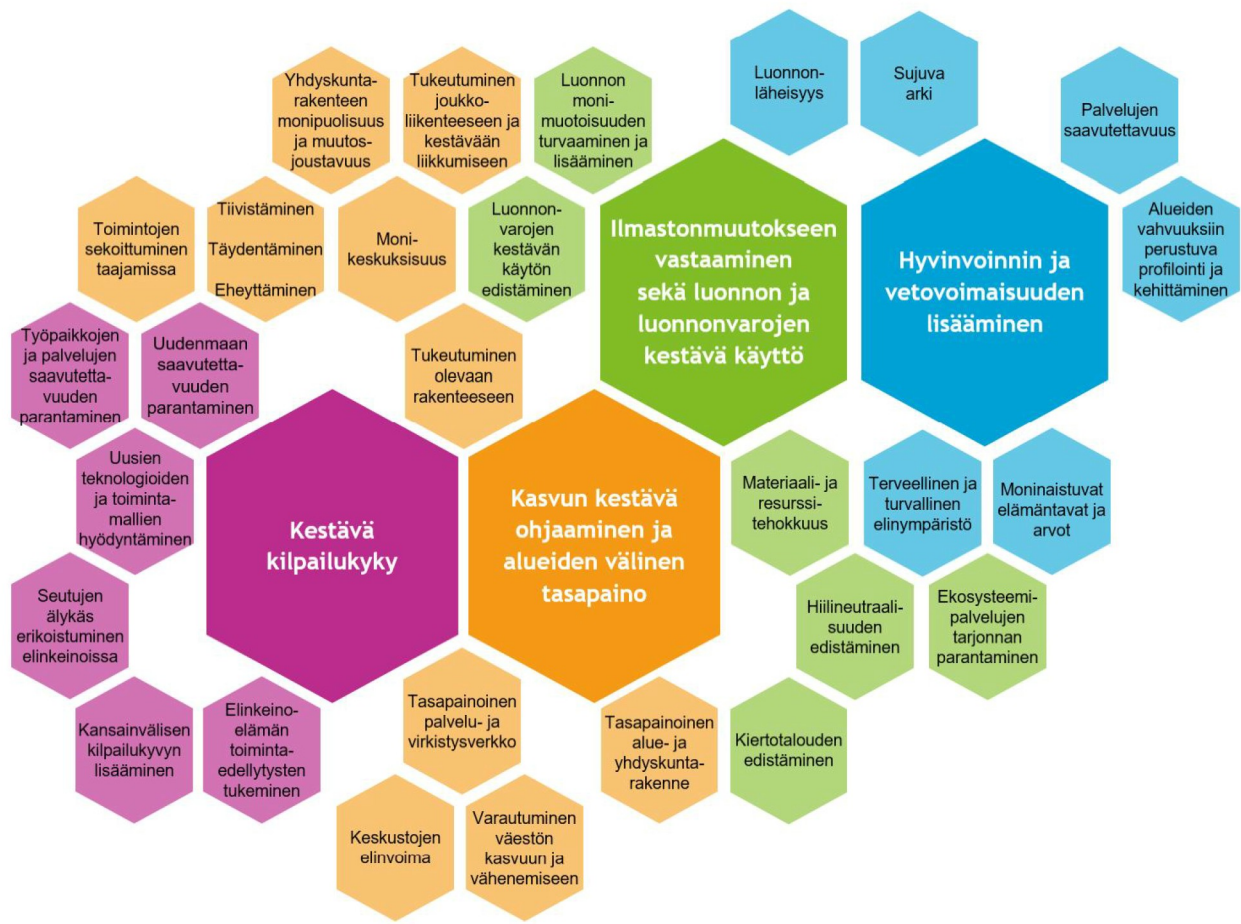 Luonnon-
läheisyys
Sujuva
arki
Palvelujen
saavutettavuus
Yhdyskunta-
rakenteen
monipuolisuus
ja muutos-
joustavuus
Tukeutuminen
joukko-
liikenteeseen ja
kestävään
liikkumiseen
Luonnon
moni-
muotoisuuden
turvaaminen ja
lisääminen
Toimintojen
sekoittuminen
taajamissa
Tiivistäminen
Täydentäminen
Eheyttäminen
Moni-
keskuksisuus
Luonnon-
varojen
kestävän
käytön
edistäminen
Ilmastonmuutokseen
vastaaminen
sekä luonnon ja
luonnonvarojen
kestävä käyttö
Hyvinvoinnin ja
vetovoimaisuuden
lisääminen
Alueiden
vahvuuksiin
perustuva
profilointi ja
kehittäminen
Työpaikkojen
ja palvelujen
saavutetta-
vuuden
parantaminen
Uudenmaan
saavutetta-
vuuden
parantaminen
Tukeutuminen
olevaan
rakenteeseen
Uusien
teknologioiden
ja toiminta-
mallien
hyödyntäminen
Kestävä
kilpailukyky
Kasvun kestävä
ohjaaminen ja
alueiden välinen
tasapaino
Materiaali- ja
resurssi-
tehokkuus
Terveellinen ja
turvallinen
elinympäristö
Moninaistuvat
elämäntavat ja
arvot
Seutujen
älykäs
erikoistuminen
elinkeinoissa
Hiilineutraali-
suuden
edistäminen
Ekosysteemi-
palvelujen
tarjonnan
parantaminen
Kansainvälisen
kilpailukyvyn
lisääminen
Elinkeino-
elämän
toiminta-
edellytysten
tukeminen
Tasapainoinen
palvelu- ja
virkistysverkko
Tasapainoinen
alue- ja
yhdyskunta-
rakenne
Kiertotalouden
edistäminen
Keskustojen
elinvoima
Varautuminen
väestön
kasvuun ja
vähenemiseen